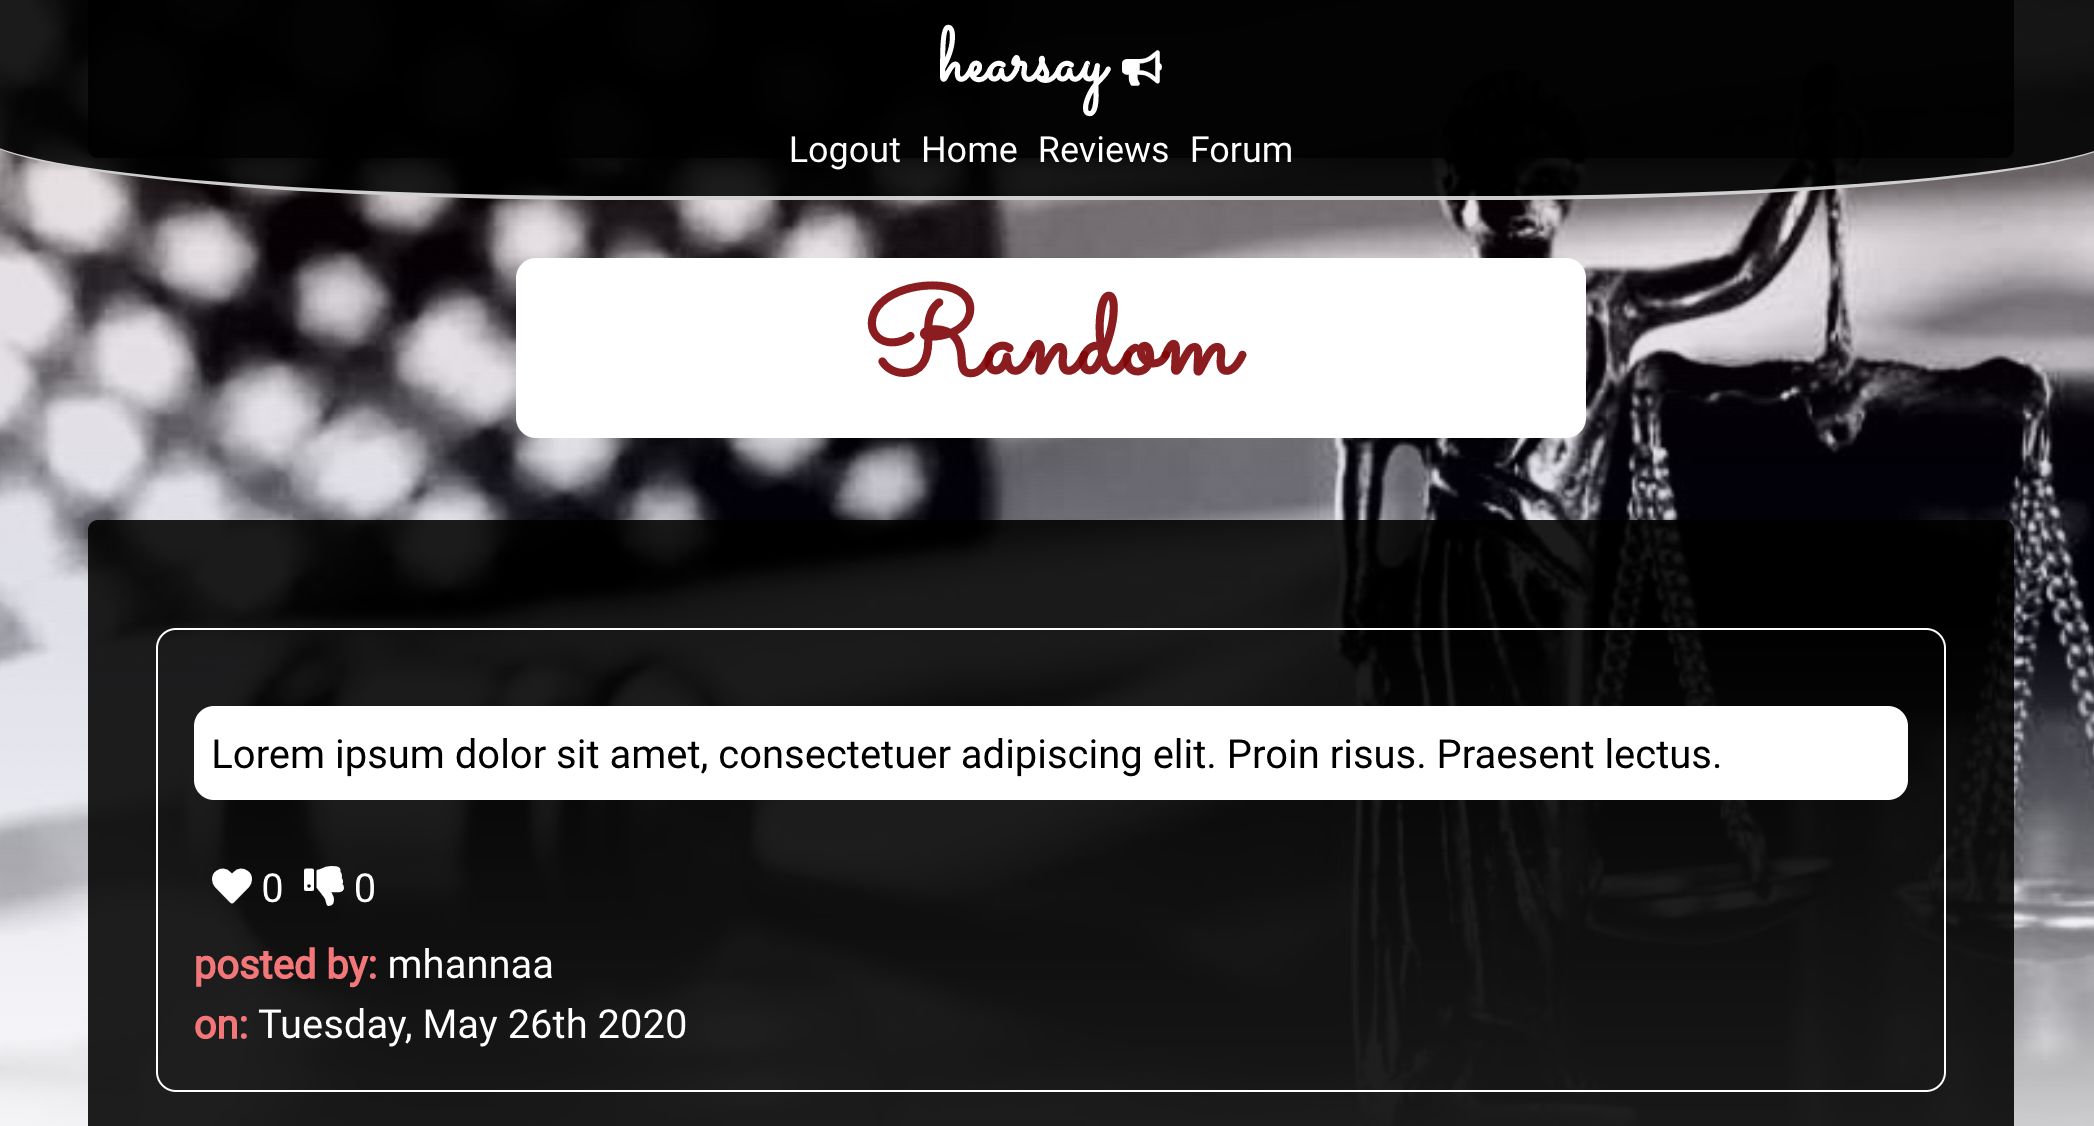 hearsay
Logout Home Reviews Forum
Random
Lorem ipsum dolor sit amet, consectetuer adipiscing elit. Proin risus. Praesent lectus.
0 0
posted by: mhannaa
on: Tuesday, May 26th 2020